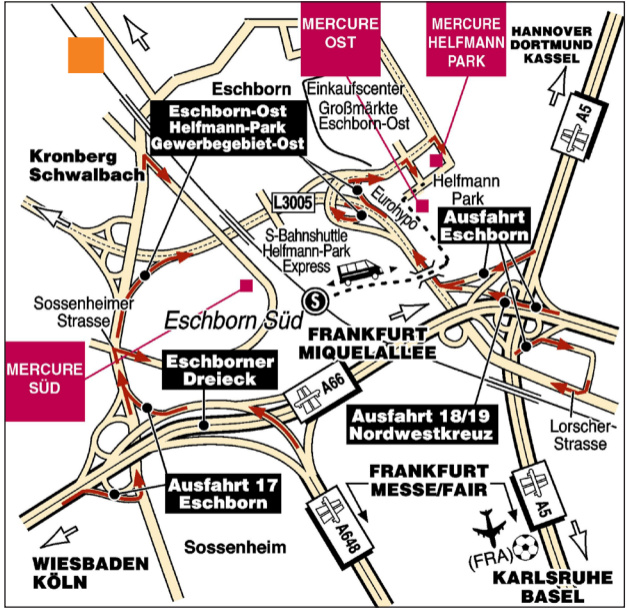 MERCURE
OST
MERCURE
HELFMANN
PARK
HANNOVER
DORTMUND
KASSEL
A5
Eschborn
Einkaufscenter
Großmärkte
Eschborn-Ost
Eschborn-Ost
Helfmann-Park
Gewerbegebiet-Ost
Kronberg
Schwalbach
L3005
Eurohypo
Helfmann
Park
Ausfahrt
Eschborn
S-Bahnshuttle
Helfmann-Park
Express
S
Sossenheimer
Strasse
Eschborn Süd
FRANKFURT
MIQUELALLEE
MERCURE
SÜD
Eschborner
Dreieck
A66
Ausfahrt 18/19
Nordwestkreuz
Lorscher-
Strasse
Ausfahrt 17
Eschborn
FRANKFURT
MESSE/FAIR
A648
A5
Sossenheim
(FRA)
WIESBADEN
KÖLN
KARLSRUHE
BASEL